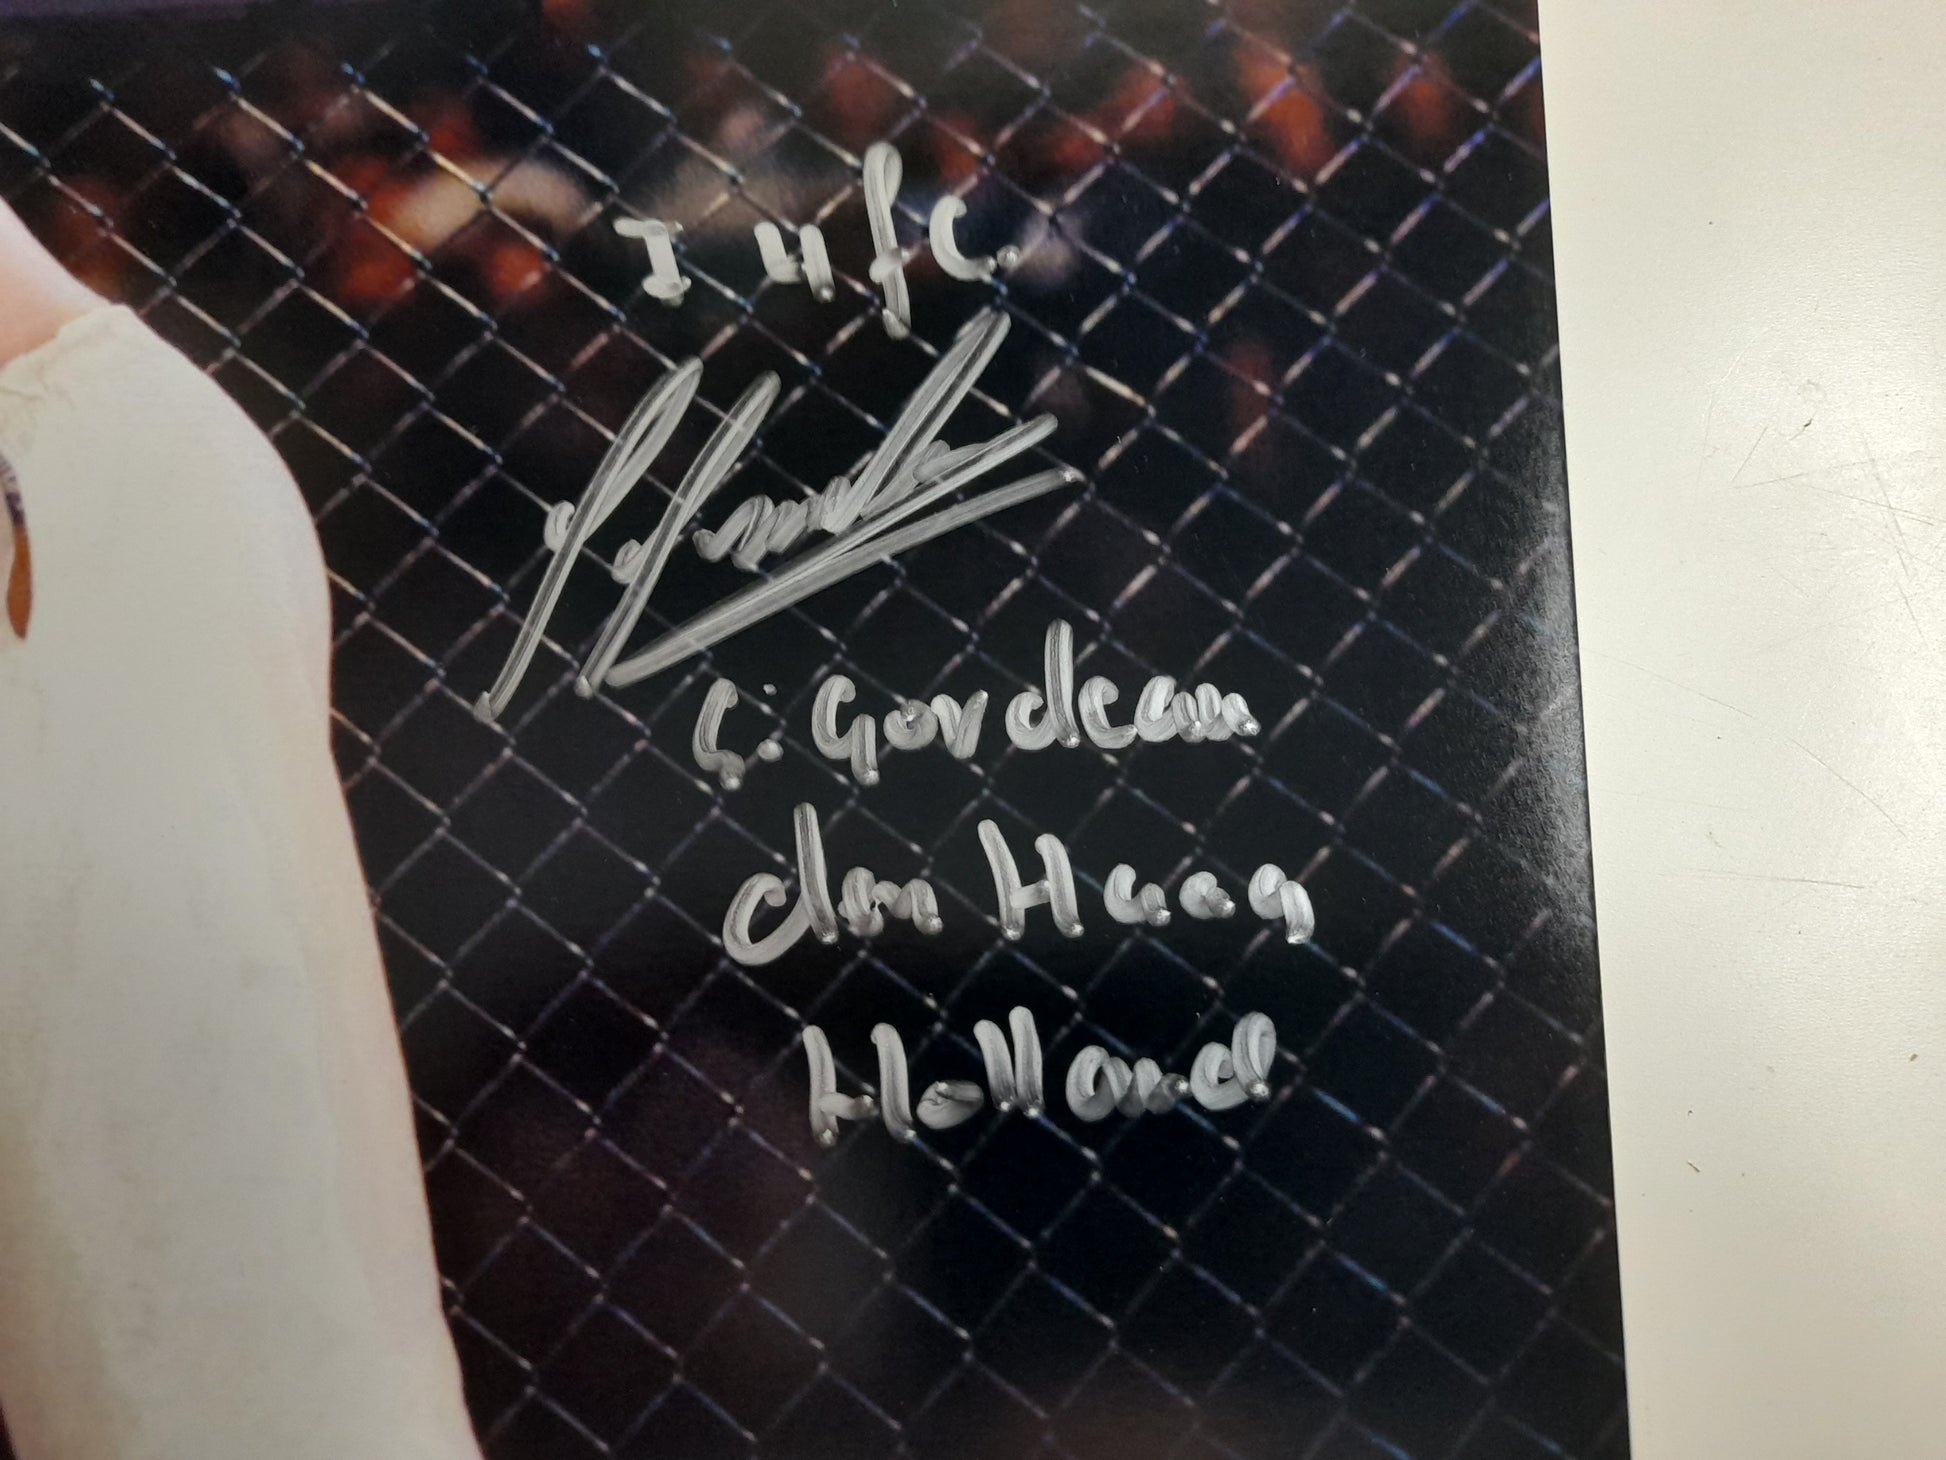 I ufc.
G. Gordeau
den Haag
Holland